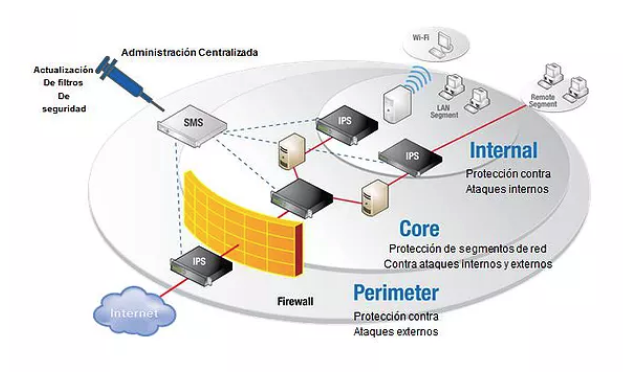 Wi-Fi
Administración Centralizada
Actualización
De filtros
De
seguridad
SMS
IPS
LAN
Segment
Remote
Segment
IPS
Internal
Protección contra
Ataques internos
Core
Protección de segmentos de red
Contra ataques internos y externos
IPS
Firewall
Perimeter
Protección contra
Ataques externos
Internet